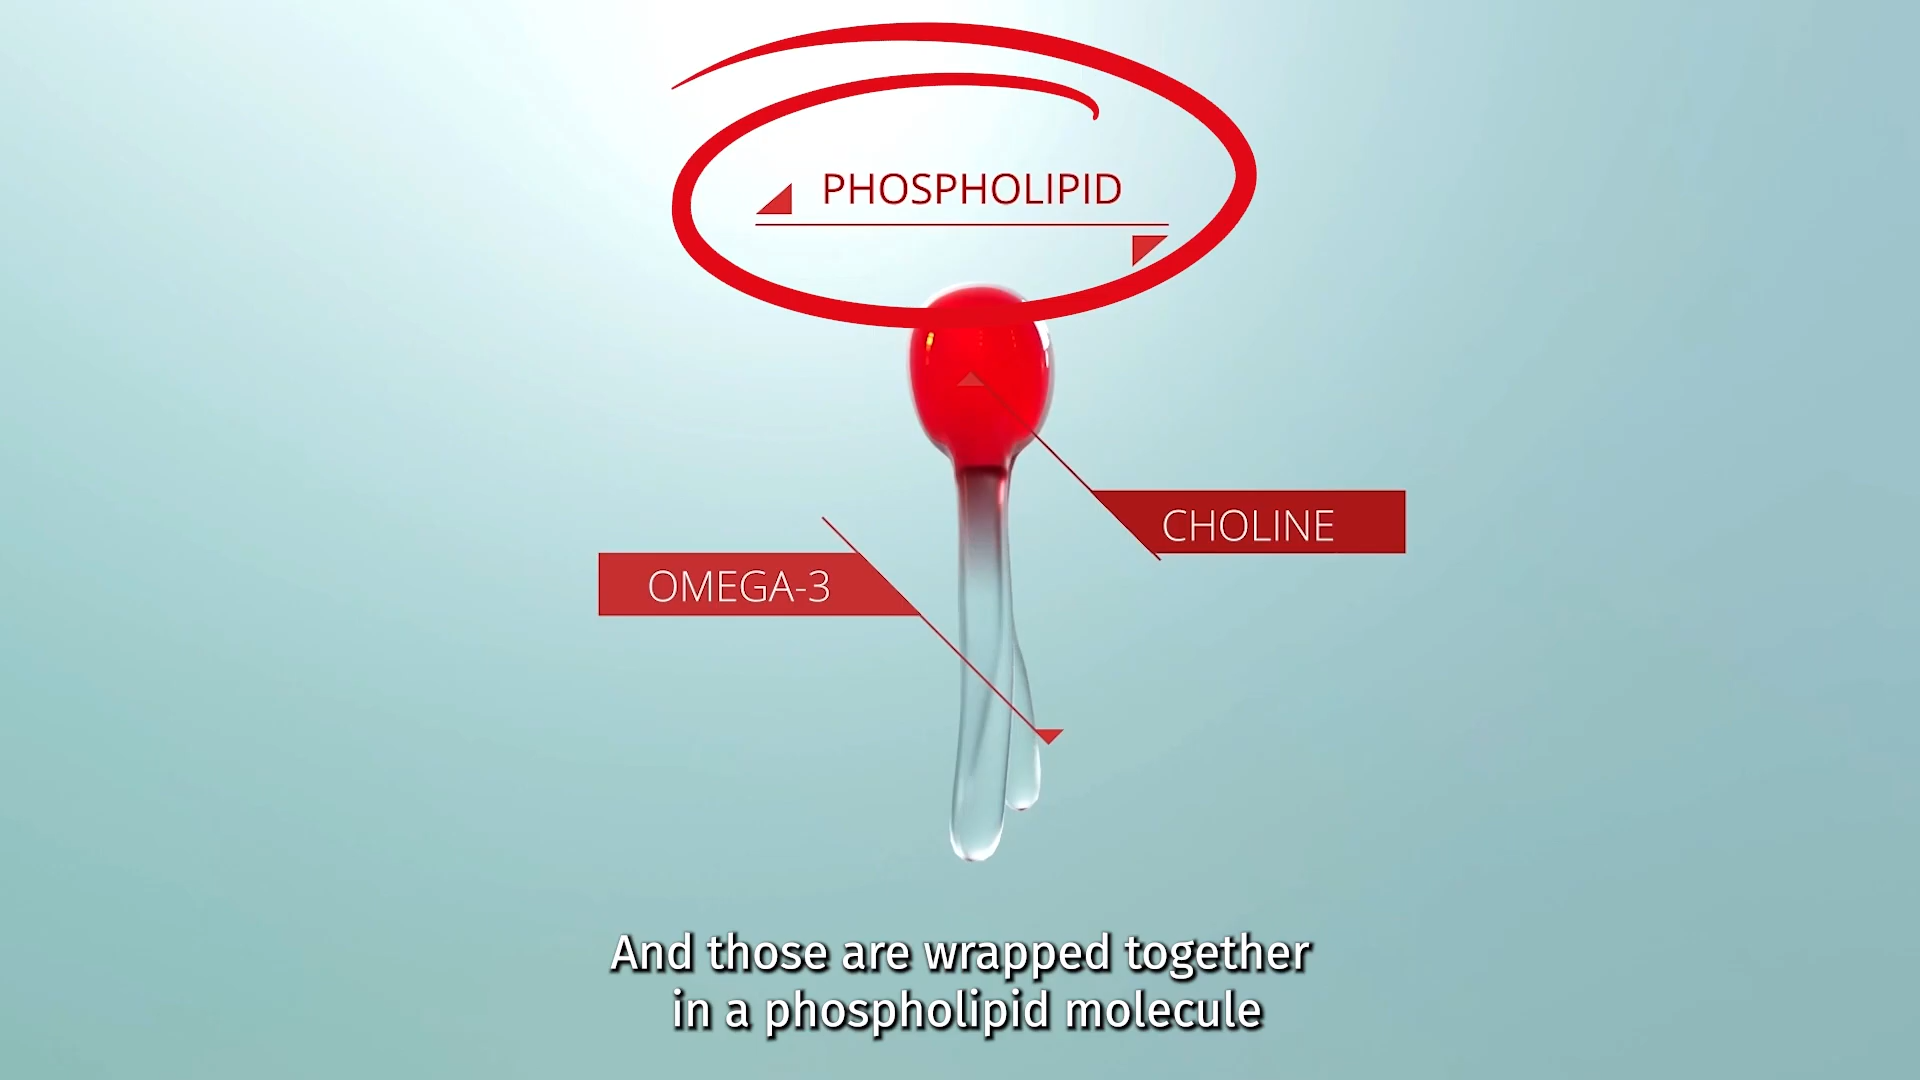 PHOSPHOLIPID
CHOLINE
OMEGA-3
And those are wrapped together
in a phospholipid molecule